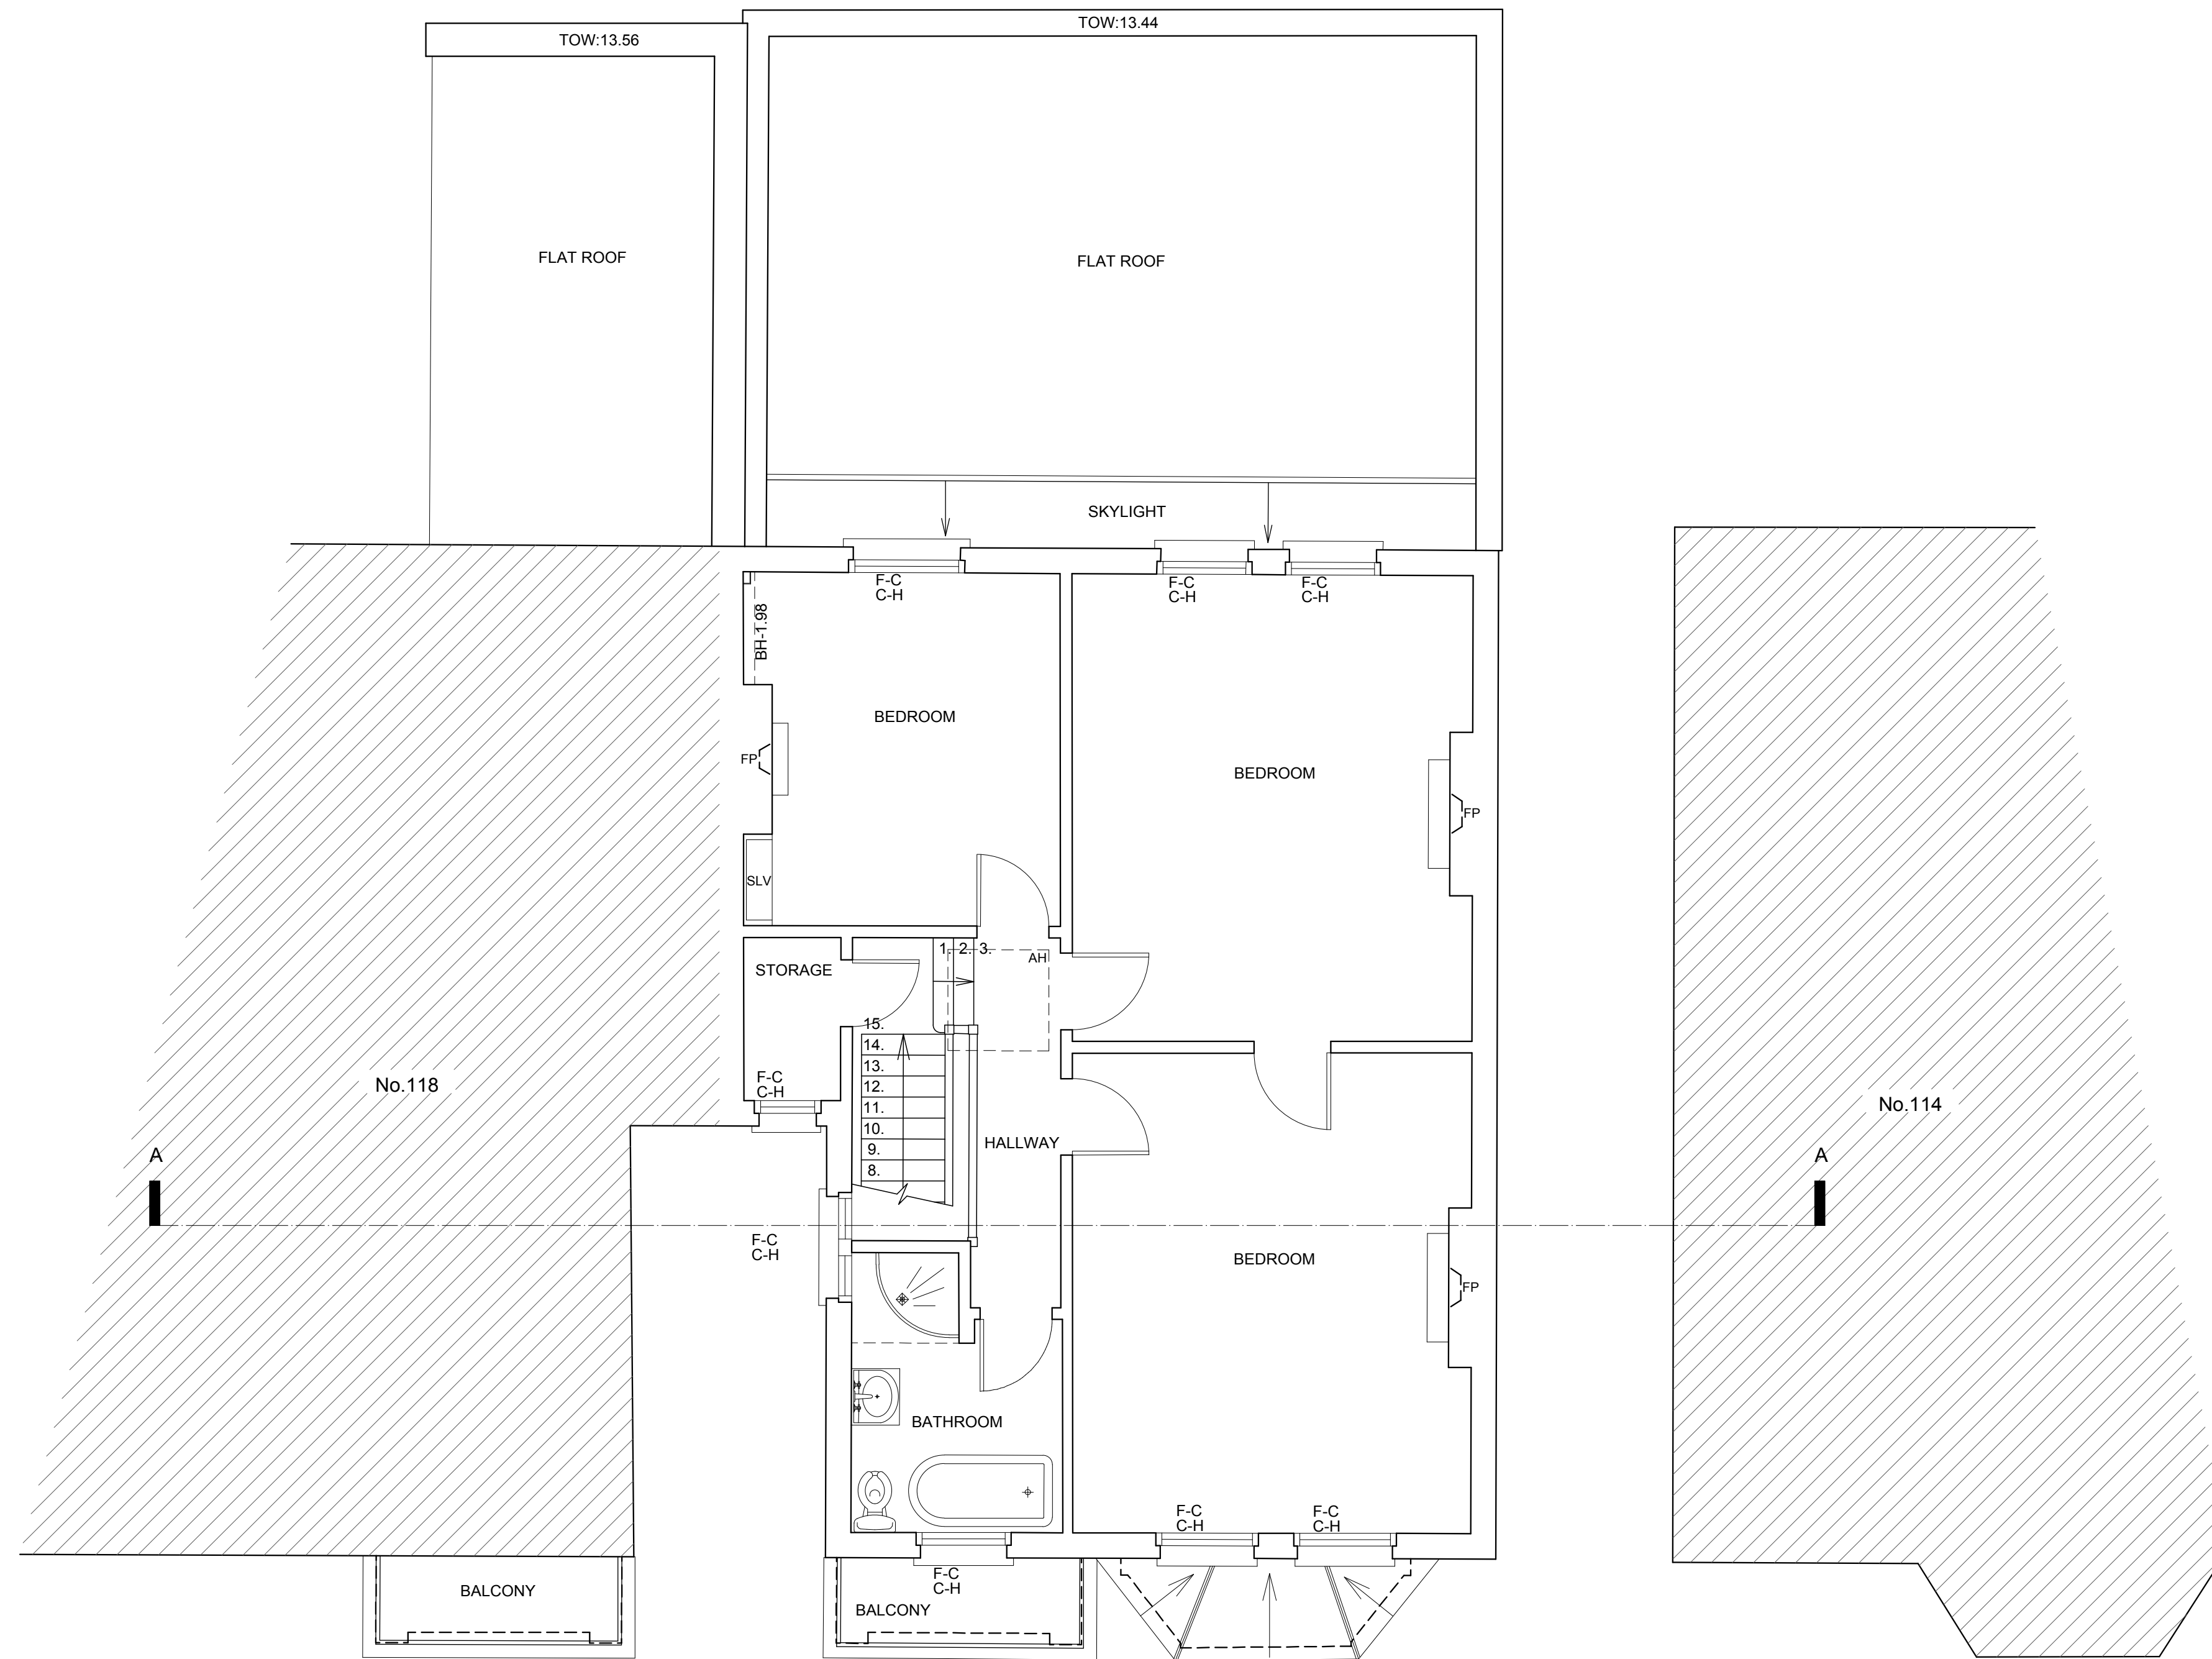 TOW:13.44
TOW:13.56
FLAT ROOF
FLAT ROOF
SKYLIGHT
F-C
C-H
F-C
C-H
F-C
C-H
BH-1.98
BEDROOM
FP
BEDROOM
FP
SLV
1. 2. 3.
AH
STORAGE
15.
14.
13.
12.
11.
10.
9.
8.
F-C
C-H
No.118
No.114
HALLWAY
A
A
F-C
C-H
BEDROOM
FP
BATHROOM
F-C
C-H
F-C
C-H
F-C
C-H
BALCONY
BALCONY